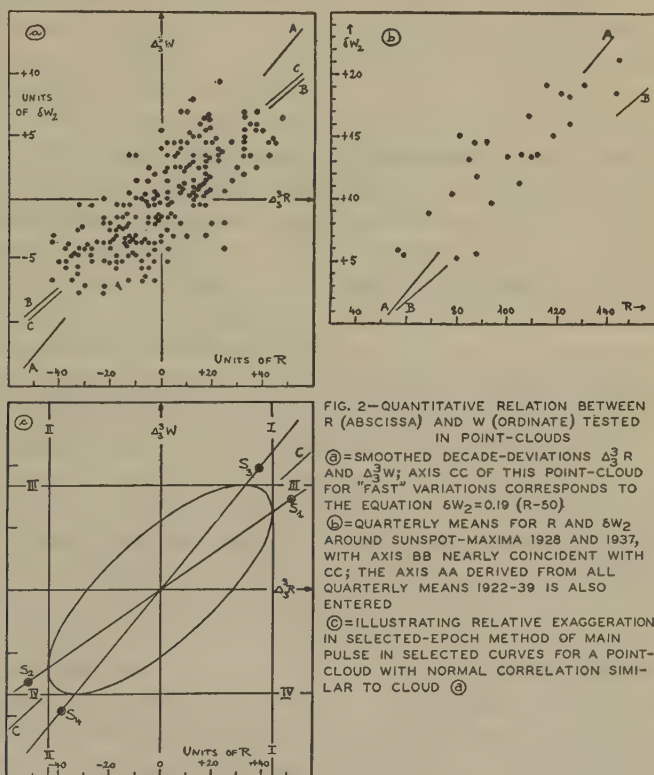 ⓐ
Δ³₃W
A
+10
C
B
UNITS
OF δW₂
+5
Δ³₃R
-5
B
C
A
UNITS OF R
-40 -20 0 +20 +40
ⓑ
↑
δW₂
A
+20
B
+15
+10
+5
A
B
R→
40 80 100 120 140
ⓒ
II
Δ³₃W
I
S₃
C
III
III
S₁
Δ³₃R
S₂
IV
IV
C
S₄
II
I
UNITS OF R
-40 -20 0 +20 +40
FIG. 2—QUANTITATIVE RELATION BETWEEN
R (ABSCISSA) AND W (ORDINATE) TESTED
IN POINT-CLOUDS
ⓐ=SMOOTHED DECADE-DEVIATIONS Δ³₃R
AND Δ³₃W; AXIS CC OF THIS POINT-CLOUD
FOR "FAST" VARIATIONS CORRESPONDS TO
THE EQUATION δW₂=0.19 (R-50)
ⓑ=QUARTERLY MEANS FOR R AND δW₂
AROUND SUNSPOT-MAXIMA 1928 AND 1937,
WITH AXIS BB NEARLY COINCIDENT WITH
CC; THE AXIS AA DERIVED FROM ALL
QUARTERLY MEANS 1922-39 IS ALSO
ENTERED
ⓒ=ILLUSTRATING RELATIVE EXAGGERATION
IN SELECTED-EPOCH METHOD OF MAIN
PULSE IN SELECTED CURVES FOR A POINT-
CLOUD WITH NORMAL CORRELATION SIMI-
LAR TO CLOUD ⓐ